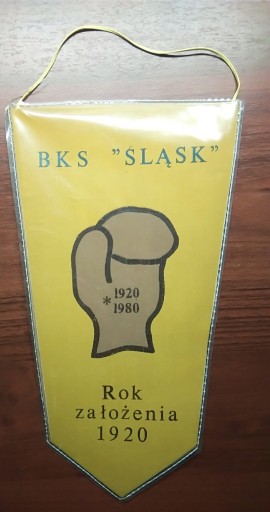 BKS "ŚLĄSK"
1920
* 1980
Rok
założenia
1920